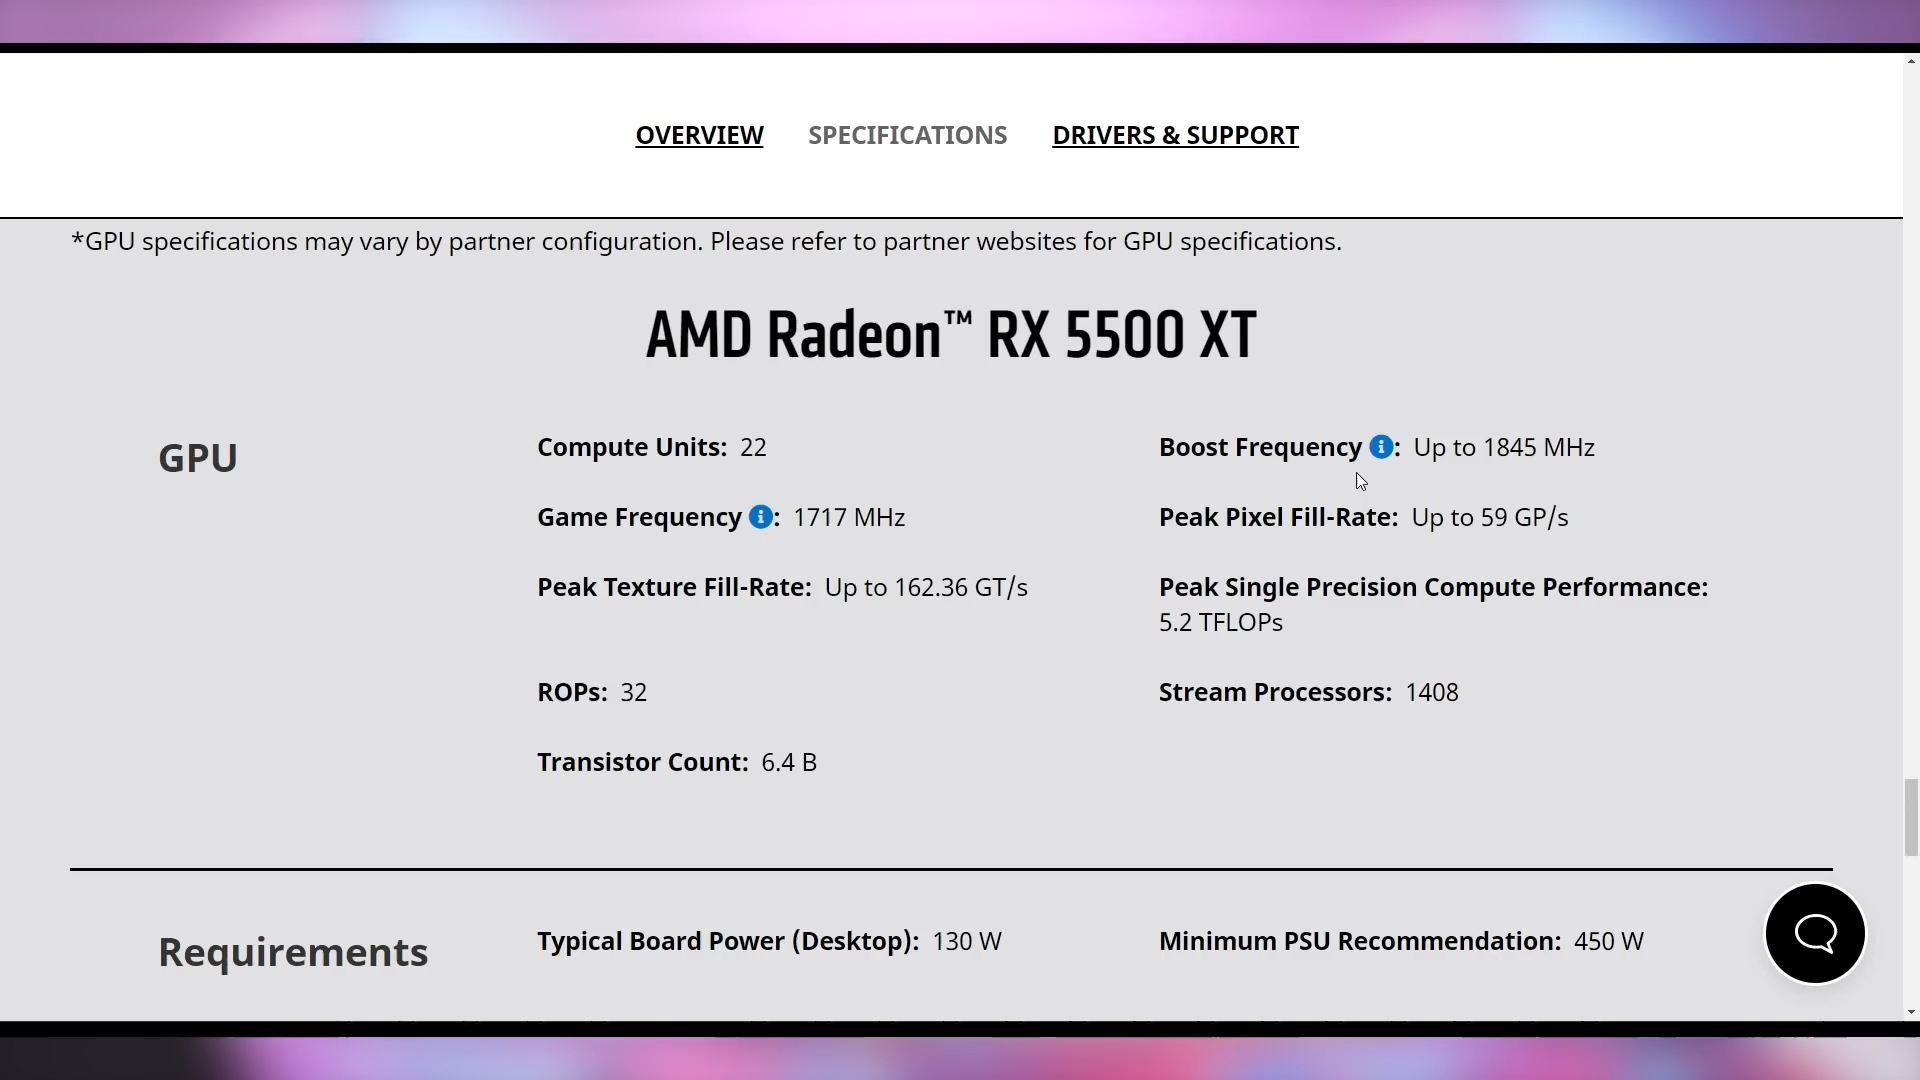 OVERVIEW SPECIFICATIONS DRIVERS & SUPPORT
*GPU specifications may vary by partner configuration. Please refer to partner websites for GPU specifications.
AMD Radeon™ RX 5500 XT
GPU
Compute Units: 22
Boost Frequency i: Up to 1845 MHz
Game Frequency i: 1717 MHz
Peak Pixel Fill-Rate: Up to 59 GP/s
Peak Texture Fill-Rate: Up to 162.36 GT/s
Peak Single Precision Compute Performance:
5.2 TFLOPs
ROPs: 32
Stream Processors: 1408
Transistor Count: 6.4 B
Requirements
Typical Board Power (Desktop): 130 W
Minimum PSU Recommendation: 450 W